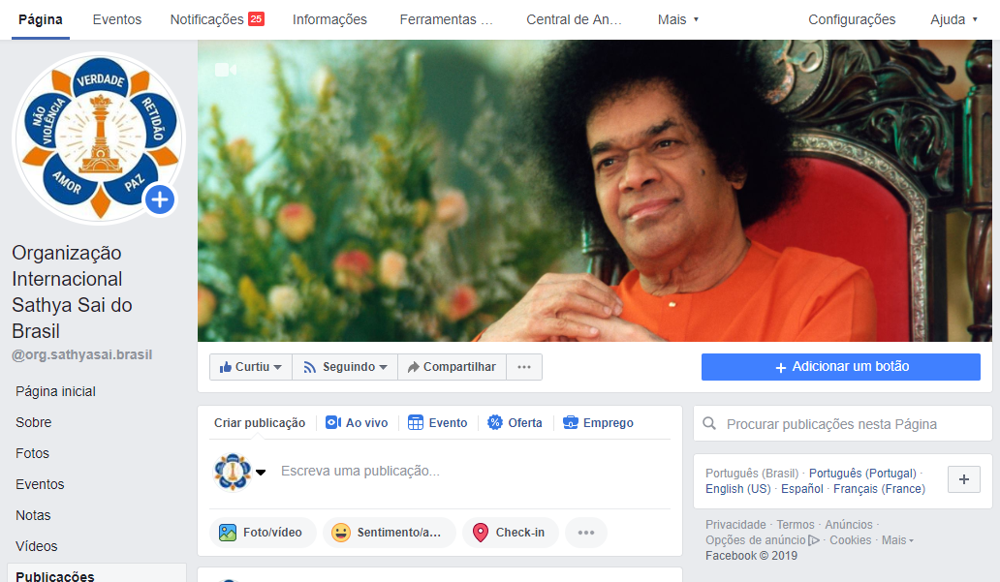 Página Eventos Notificações 25 Informações Ferramentas ... Central de An... Mais Configurações Ajuda
VERDADE
NÃO VIOLÊNCIA
RETIDÃO
AMOR
PAZ
Organização
Internacional
Sathya Sai do
Brasil
@org.sathyasai.brasil
Página inicial
Sobre
Fotos
Eventos
Notas
Vídeos
Publicações
Curtiu Seguindo Compartilhar ...
+ Adicionar um botão
Criar publicação Ao vivo Evento Oferta Emprego
Escreva uma publicação...
Foto/vídeo Sentimento/a... Check-in ...
Procurar publicações nesta Página
Português (Brasil) · Português (Portugal) ·
English (US) · Español · Français (France)
+
Privacidade · Termos · Anúncios ·
Opções de anúncio · Cookies · Mais
Facebook © 2019